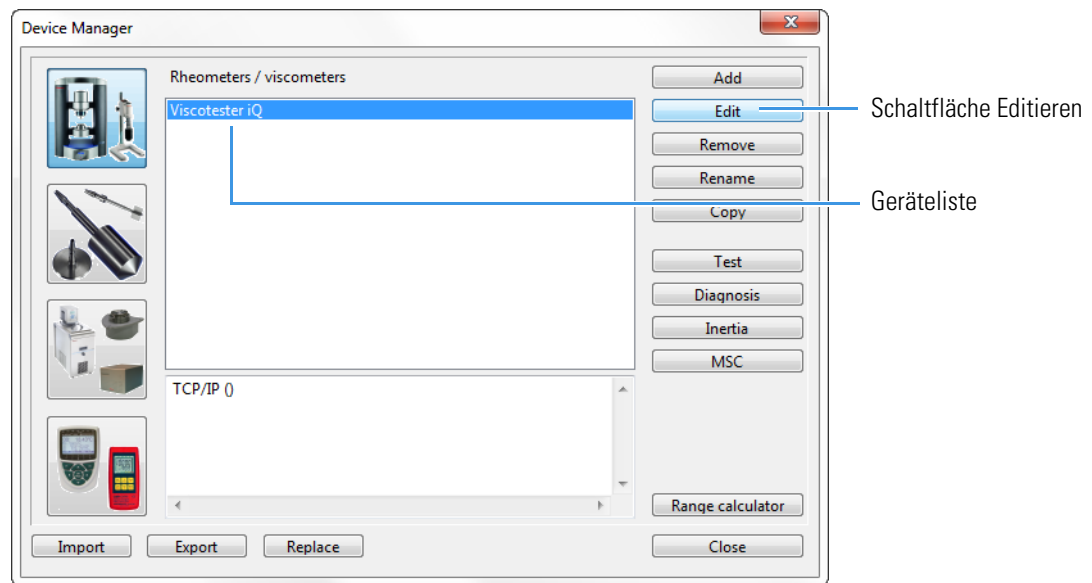 Device Manager
x
Rheometers / viscometers
Viscotester iQ
TCP/IP ()
Add
Edit
Remove
Rename
Copy
Test
Diagnosis
Inertia
MSC
Range calculator
Import
Export
Replace
Close
Schaltfläche Editieren
Geräteliste